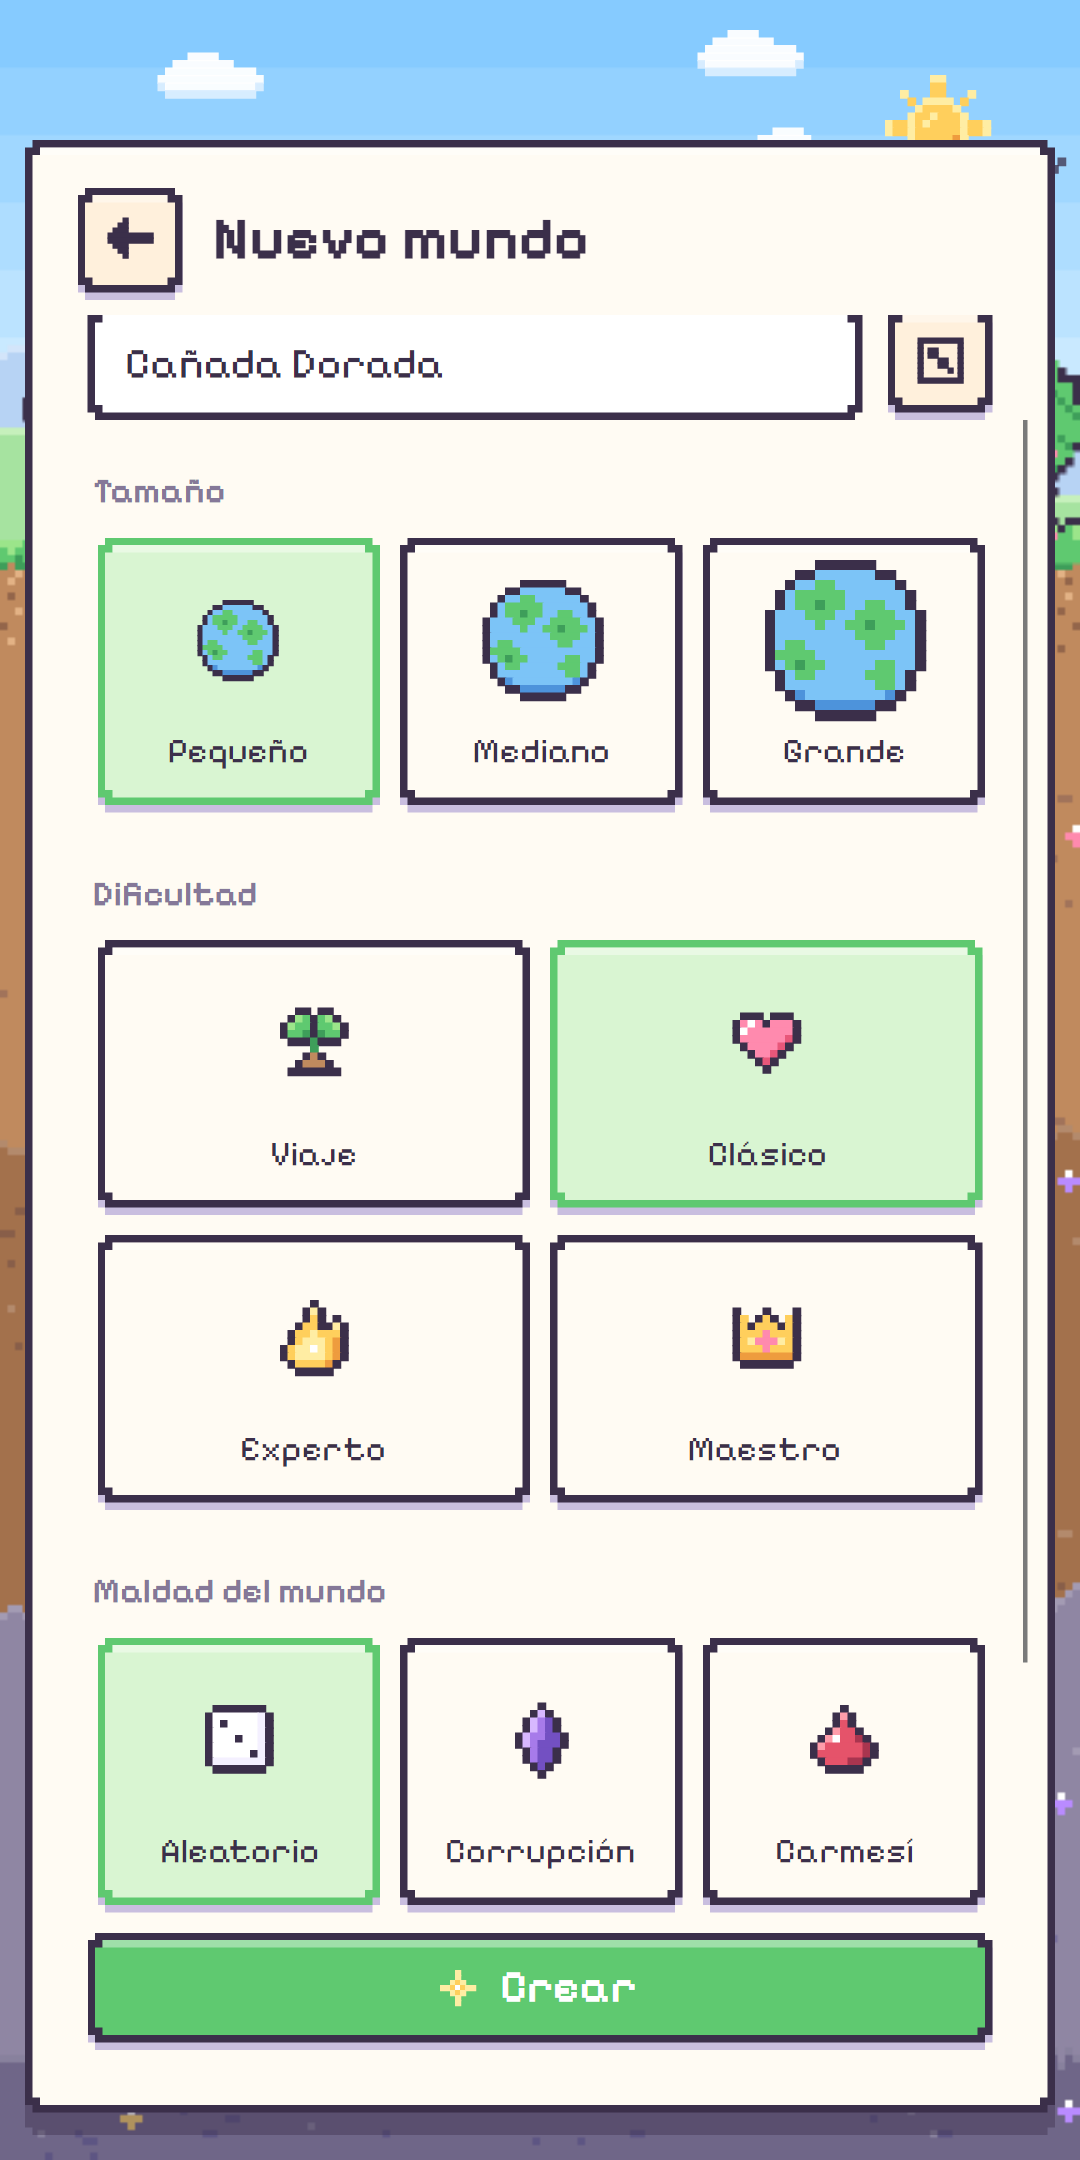 Nuevo mundo
Cañada Dorada
Tamaño
Pequeño
Mediano
Grande
Dificultad
Viaje
Clásico
Experto
Maestro
Maldad del mundo
Aleatorio
Corrupción
Carmesí
Crear